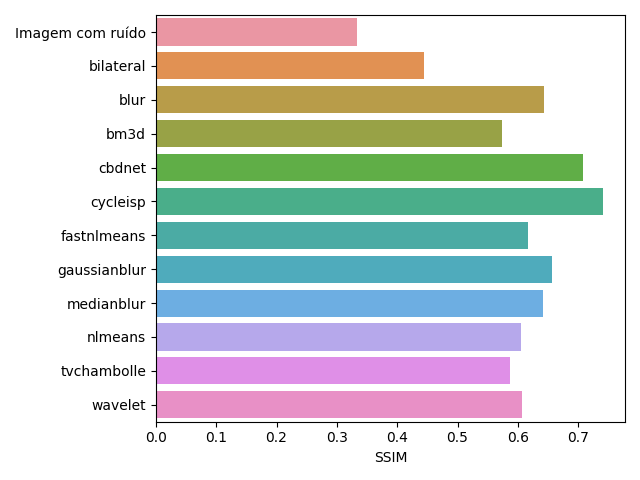 Imagem com ruído
bilateral
blur
bm3d
cbdnet
cycleisp
fastnlmeans
gaussianblur
medianblur
nlmeans
tvchambolle
wavelet
0.0 0.1 0.2 0.3 0.4 0.5 0.6 0.7
SSIM